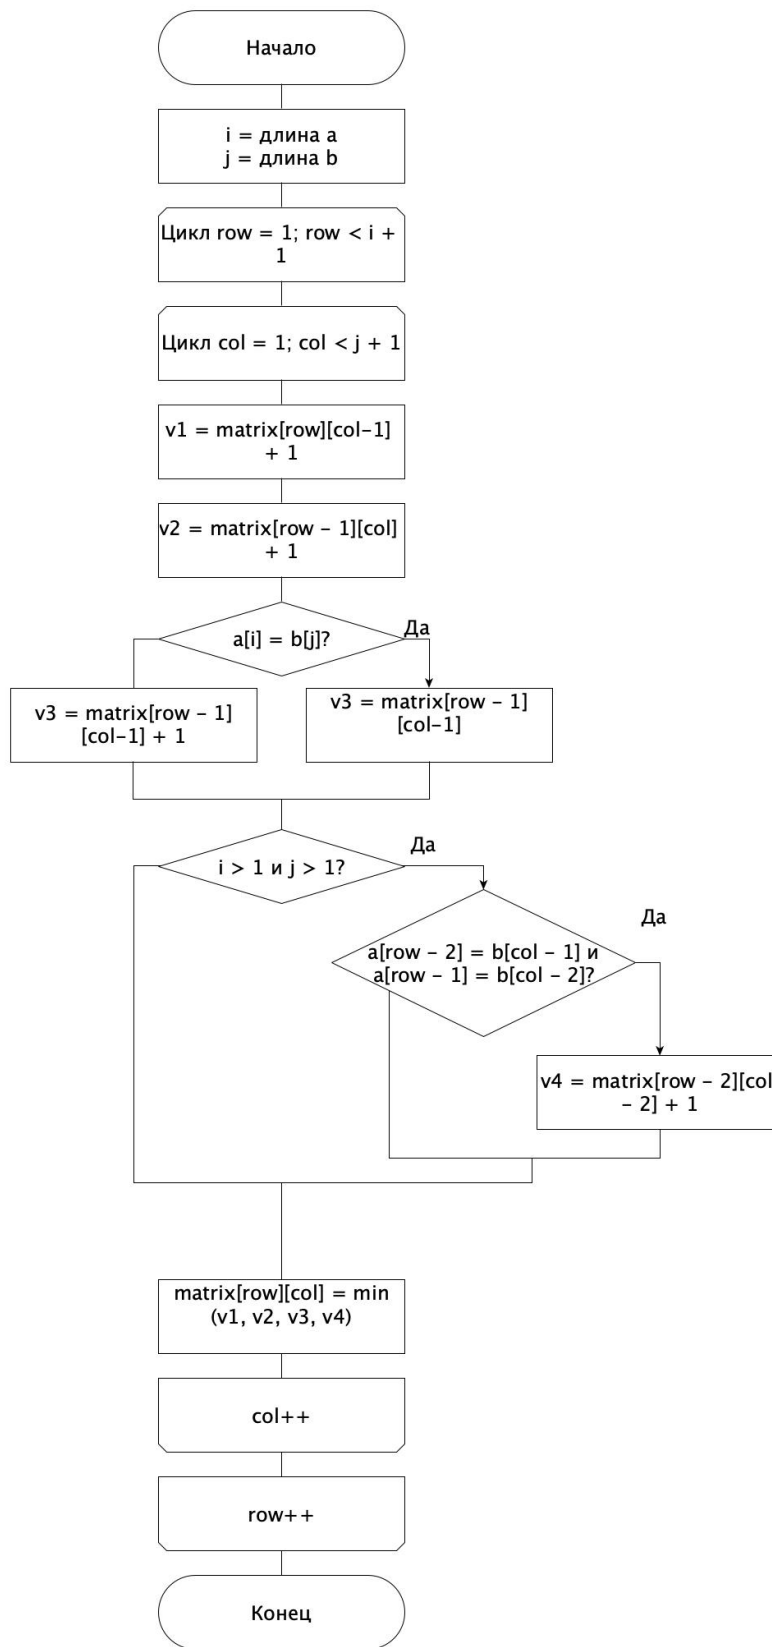 Начало
i = длина a
j = длина b
Цикл row = 1; row < i +
1
Цикл col = 1; col < j + 1
v1 = matrix[row][col-1]
+ 1
v2 = matrix[row - 1][col]
+ 1
a[i] = b[j]?
Да
v3 = matrix[row - 1]
[col-1] + 1
v3 = matrix[row - 1]
[col-1]
i > 1 и j > 1?
Да
a[row - 2] = b[col - 1] и
a[row - 1] = b[col - 2]?
Да
v4 = matrix[row - 2][col
- 2] + 1
matrix[row][col] = min
(v1, v2, v3, v4)
col++
row++
Конец